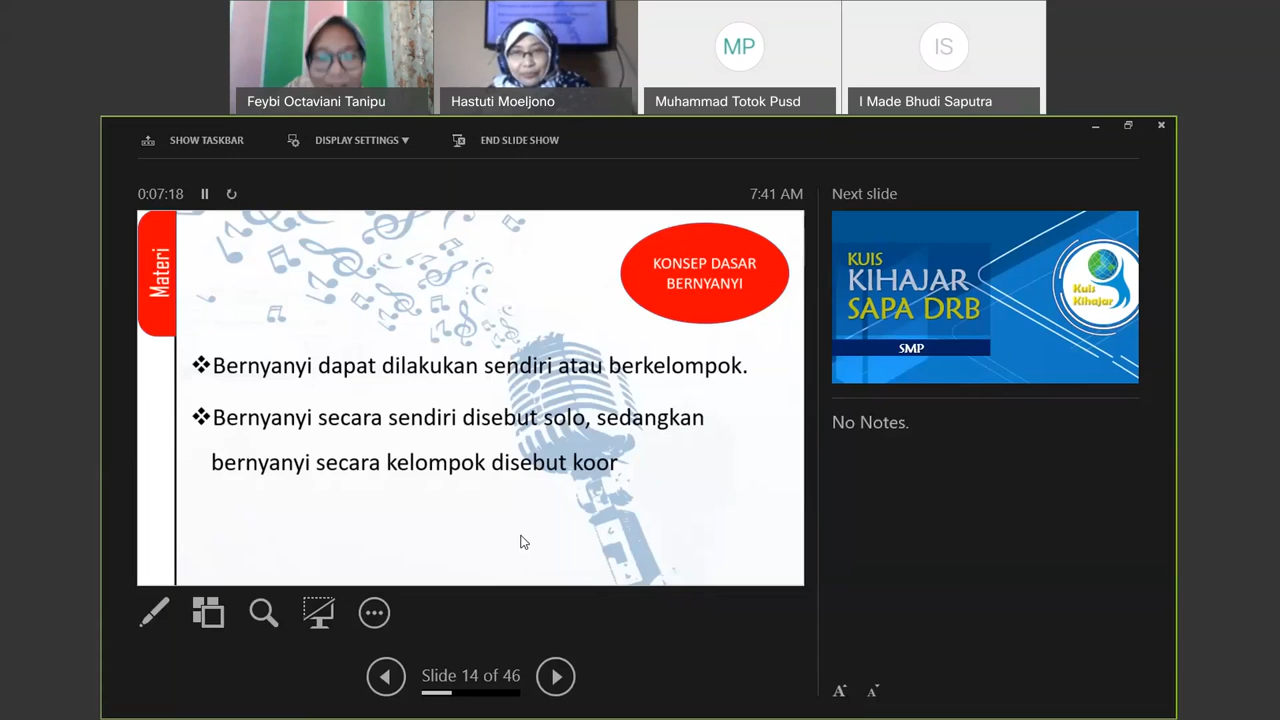 MP
IS
Feybi Octaviani Tanipu
Hastuti Moeljono
Muhammad Totok Pusd
I Made Bhudi Saputra
SHOW TASKBAR
DISPLAY SETTINGS ▼
END SLIDE SHOW
0:07:18
7:41 AM
Next slide
Materi
KONSEP DASAR
BERNYANYI
❖Bernyanyi dapat dilakukan sendiri atau berkelompok.
❖Bernyanyi secara sendiri disebut solo, sedangkan
bernyanyi secara kelompok disebut koor
KUIS
KIHAJAR
SAPA DRB
SMP
Kuis
Kihajar
No Notes.
Slide 14 of 46
A A